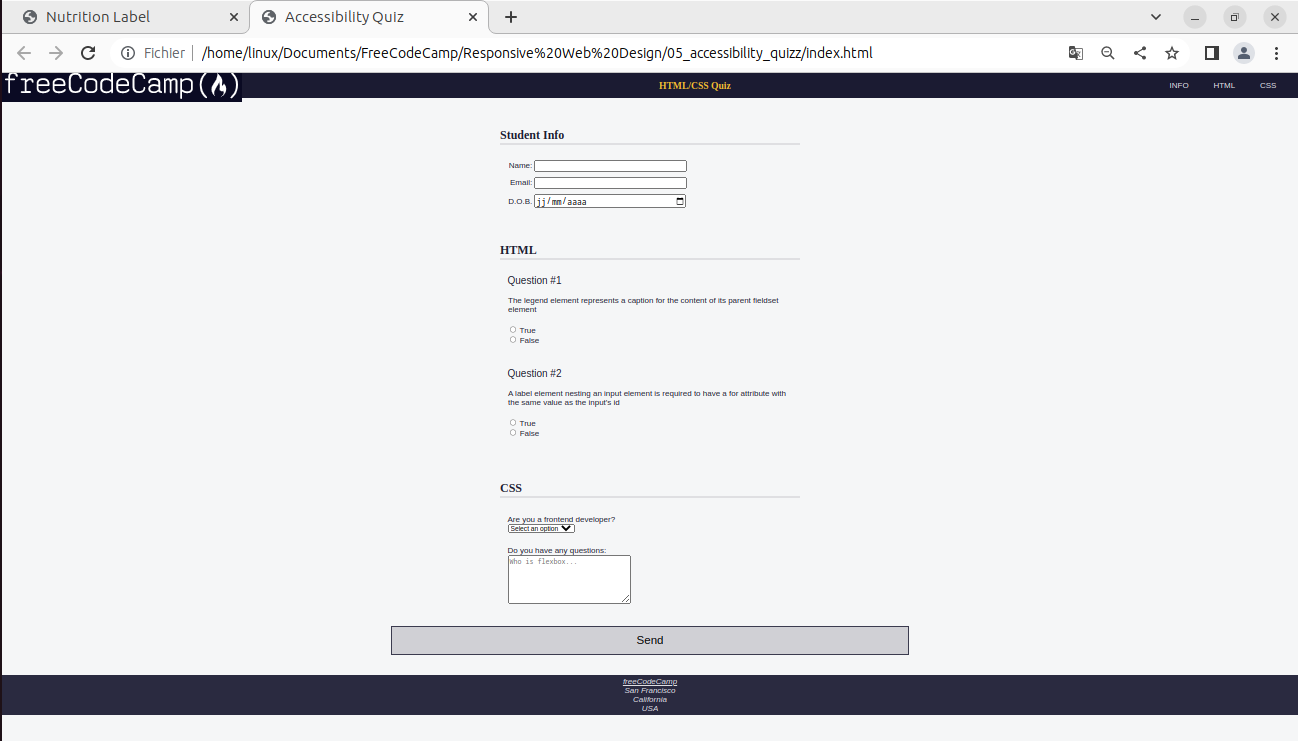 Nutrition Label
Accessibility Quiz
Fichier
/home/linux/Documents/FreeCodeCamp/Responsive%20Web%20Design/05_accessibility_quizz/index.html
freeCodeCamp
HTML/CSS Quiz
INFO
HTML
CSS
Student Info
Name:
Email:
D.O.B. jj/mm/aaaa
HTML
Question #1
The legend element represents a caption for the content of its parent fieldset
element
True
False
Question #2
A label element nesting an input element is required to have a for attribute with
the same value as the input's id
True
False
CSS
Are you a frontend developer?
Select an option
Do you have any questions:
Who is flexbox...
Send
freeCodeCamp
San Francisco
California
USA